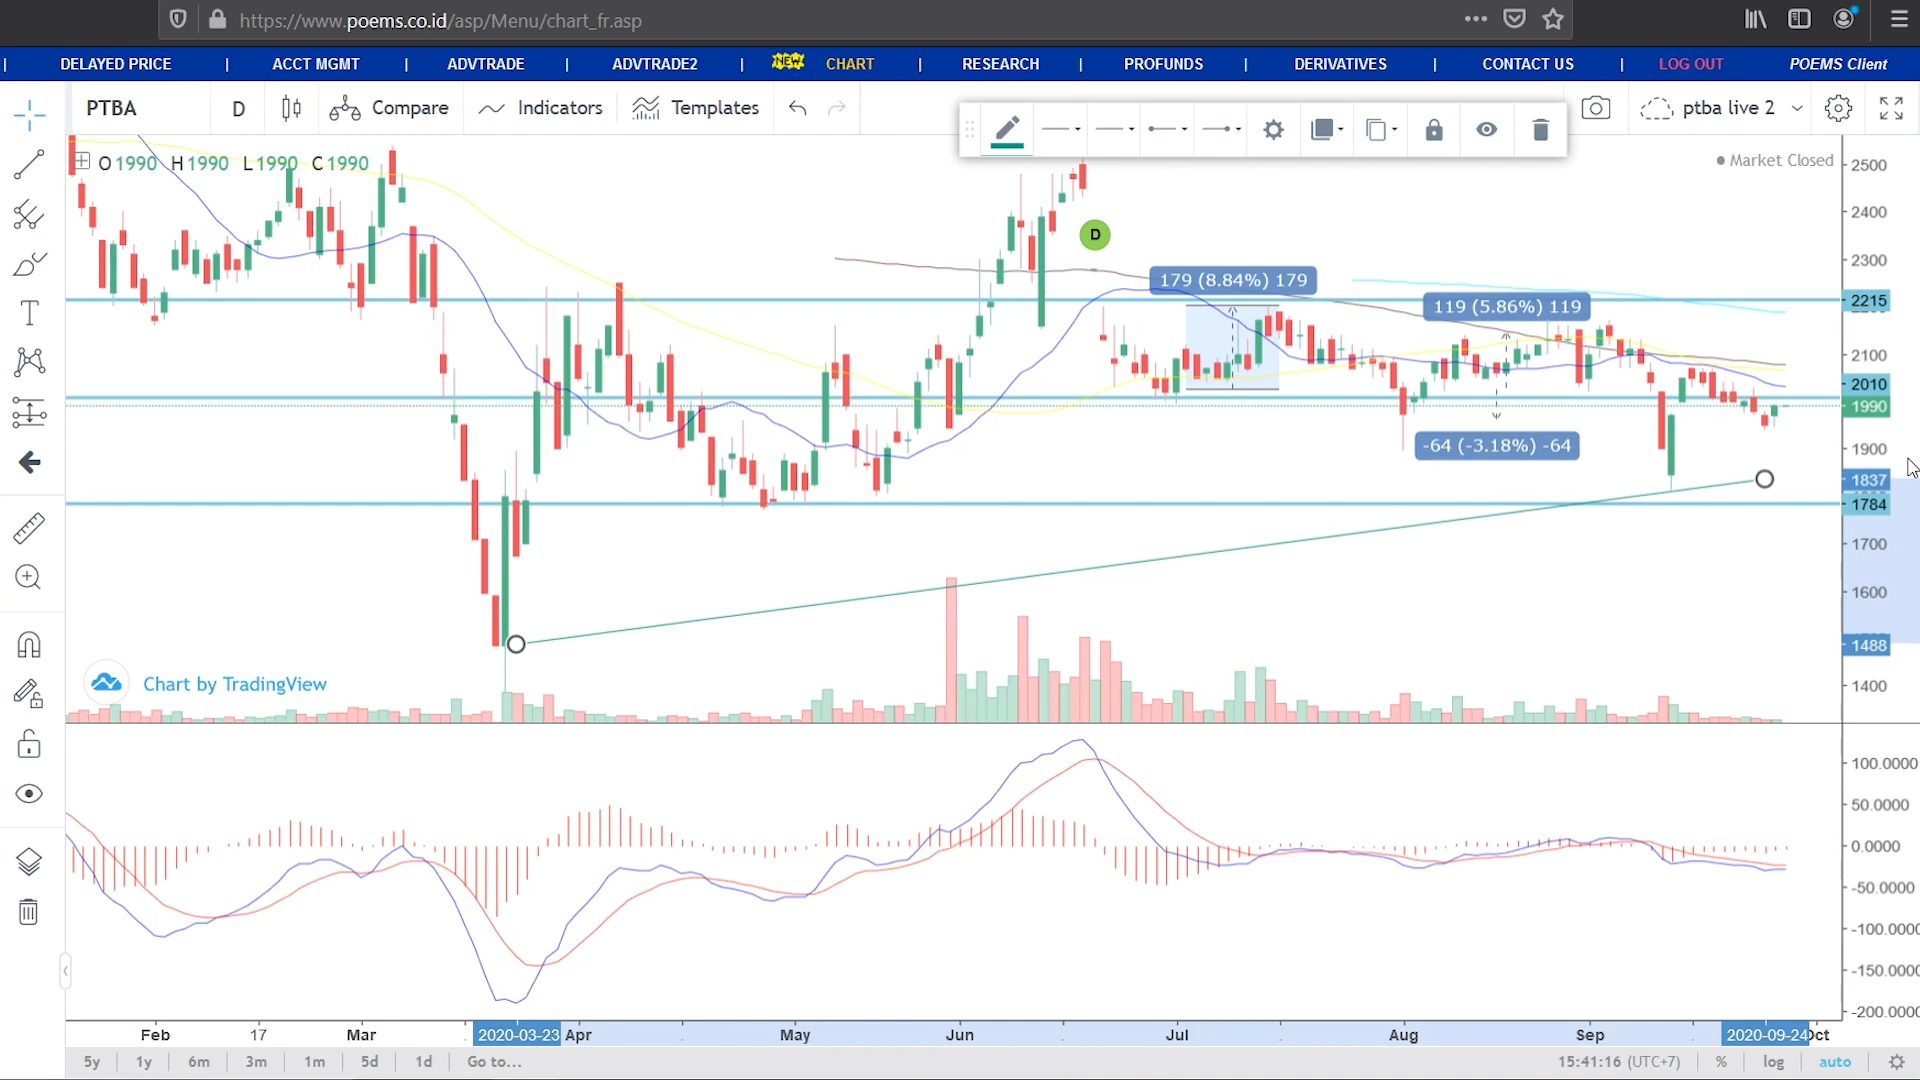 https://www.poems.co.id/asp/Menu/chart_fr.asp
| DELAYED PRICE | ACCT MGMT | ADVTRADE | ADVTRADE2 | NEW CHART | RESEARCH | PROFUNDS | DERIVATIVES | CONTACT US | LOG OUT POEMS Client
PTBA D Compare Indicators Templates ptba live 2
O 1990 H 1990 L 1990 C 1990
Market Closed
2500
2400
D
2300
179 (8.84%) 179
119 (5.86%) 119
2215
2100
2010
1990
-64 (-3.18%) -64
1900
1837
1784
1700
1600
1488
Chart by TradingView
1400
100.0000
50.0000
0.0000
-50.0000
-100.000
-150.000
-200.000
Feb 17 Mar 2020-03-23 Apr May Jun Jul Aug Sep 2020-09-24 Oct
5y 1y 6m 3m 1m 5d 1d Go to... 15:41:16 (UTC+7) % log auto